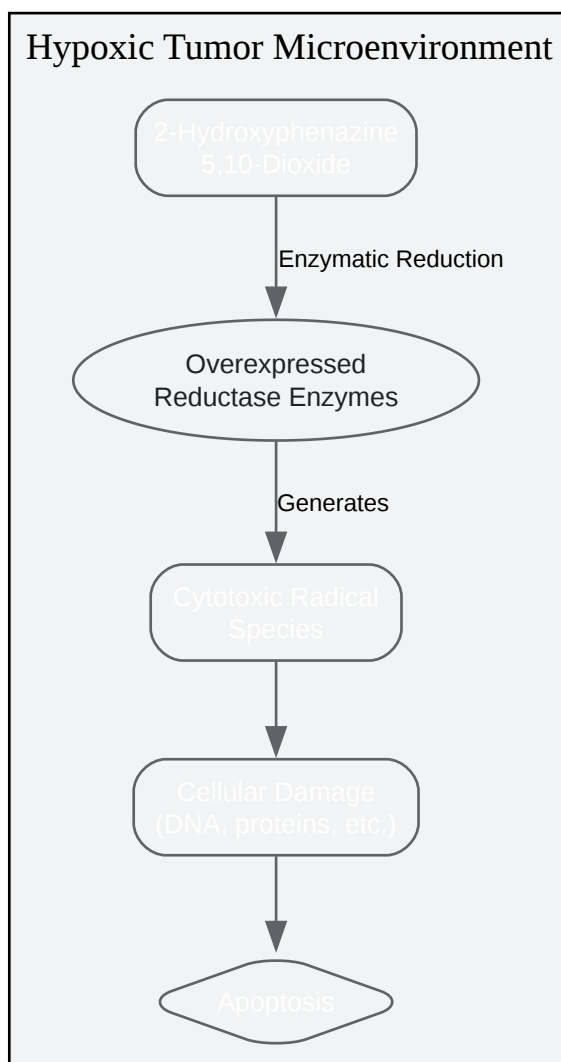 Hypoxic Tumor Microenvironment
2-Hydroxyphenazine
5,10-Dioxide
Enzymatic Reduction
Overexpressed
Reductase Enzymes
Generates
Cytotoxic Radical
Species
Cellular Damage
(DNA, proteins, etc.)
Apoptosis